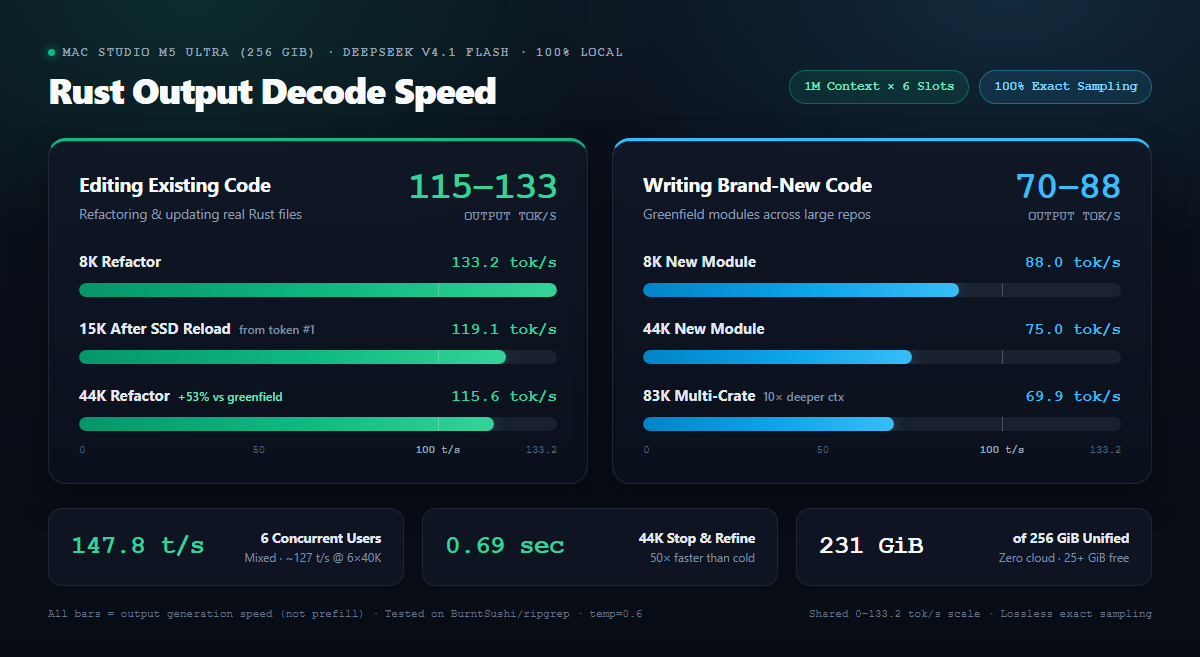 MAC STUDIO M5 ULTRA (256 GIB) · DEEPSEEK V4.1 FLASH · 100% LOCAL
Rust Output Decode Speed
1M Context × 6 Slots
100% Exact Sampling
Editing Existing Code
115–133
Refactoring & updating real Rust files
OUTPUT TOK/S
8K Refactor
133.2 tok/s
15K After SSD Reload from token #1
119.1 tok/s
44K Refactor +53% vs greenfield
115.6 tok/s
0 50 100 t/s 133.2
Writing Brand-New Code
70–88
Greenfield modules across large repos
OUTPUT TOK/S
8K New Module
88.0 tok/s
44K New Module
75.0 tok/s
83K Multi-Crate 10× deeper ctx
69.9 tok/s
0 50 100 t/s 133.2
147.8 t/s
6 Concurrent Users
Mixed · ~127 t/s @ 6×40K
0.69 sec
44K Stop & Refine
50× faster than cold
231 GiB
of 256 GiB Unified
Zero cloud · 25+ GiB free
All bars = output generation speed (not prefill) · Tested on BurntSushi/ripgrep · temp=0.6
Shared 0–133.2 tok/s scale · Lossless exact sampling